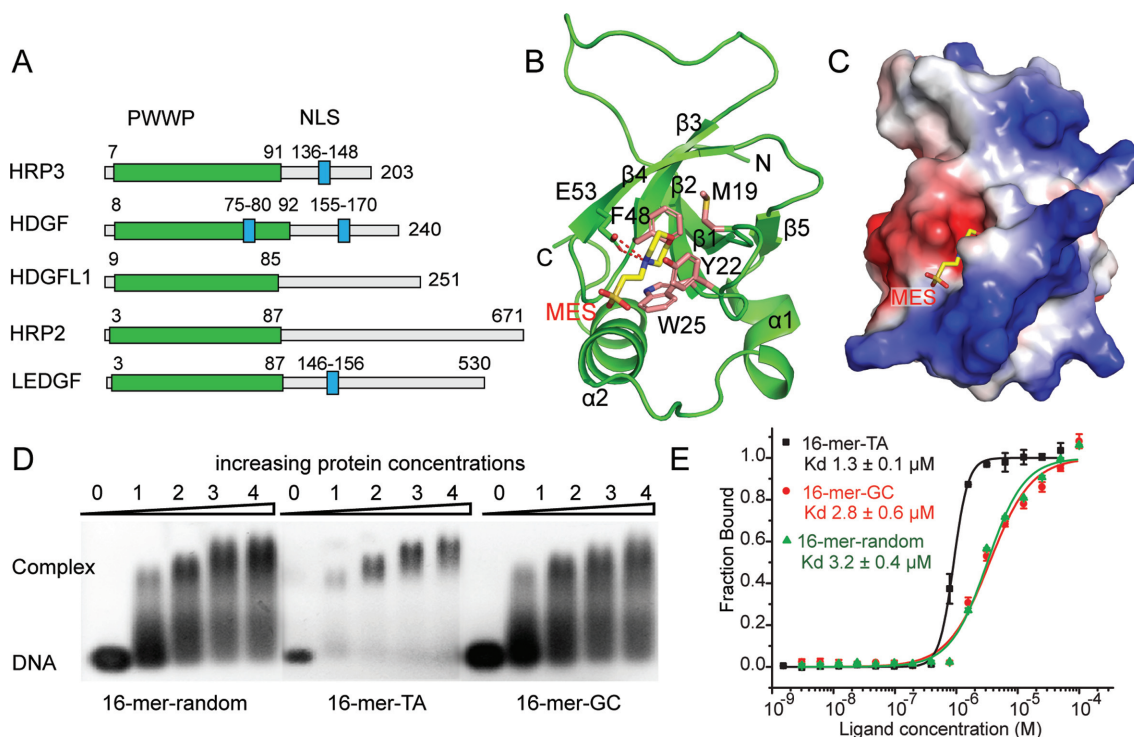 A
PWWP NLS
7 91 136-148
HRP3 203
8 75-80 92 155-170
HDGF 240
9 85
HDGFL1 251
3 87 671
HRP2
3 87 146-156 530
LEDGF
B
β3
N
β4
β2
E53 M19
F48
β1 β5
C
Y22
MES
W25 α1
α2
C
MES
D
increasing protein concentrations
0 1 2 3 4 0 1 2 3 4 0 1 2 3 4
Complex
DNA
16-mer-random 16-mer-TA 16-mer-GC
E
16-mer-TA
Kd 1.3 ± 0.1 μM
16-mer-GC
Kd 2.8 ± 0.6 μM
16-mer-random
Kd 3.2 ± 0.4 μM
Fraction Bound
1.0
0.8
0.6
0.4
0.2
0.0
10⁻⁹ 10⁻⁸ 10⁻⁷ 10⁻⁶ 10⁻⁵ 10⁻⁴
Ligand concentration (M)